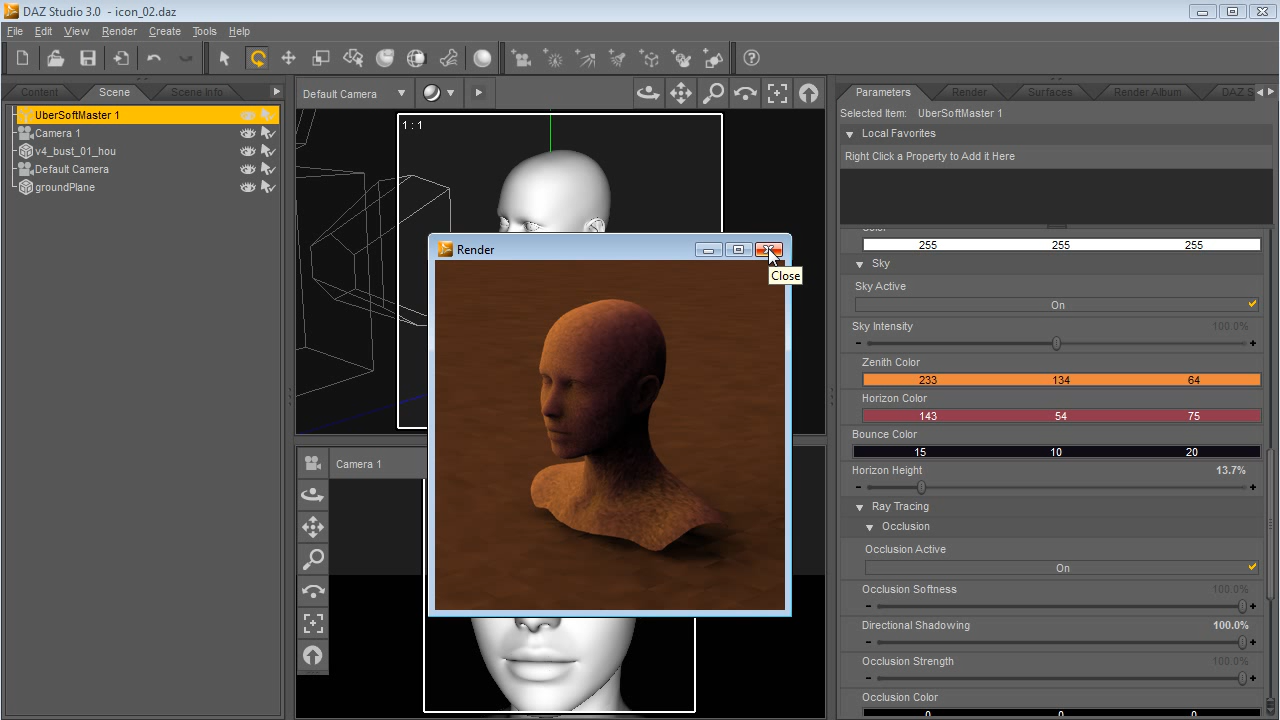 DAZ Studio 3.0 - icon_02.daz
File Edit View Render Create Tools Help
Content Scene Scene Info
UberSoftMaster 1
Camera 1
v4_bust_01_hou
Default Camera
groundPlane
Default Camera
1 : 1
Render
Close
Camera 1
Parameters Render Surfaces Render Album DAZ S
Selected Item: UberSoftMaster 1
Local Favorites
Right Click a Property to Add it Here
Color
255 255 255
Sky
Sky Active
On
Sky Intensity 100.0%
Zenith Color
233 134 64
Horizon Color
143 54 75
Bounce Color
15 10 20
Horizon Height 13.7%
Ray Tracing
Occlusion
Occlusion Active
On
Occlusion Softness 100.0%
Directional Shadowing 100.0%
Occlusion Strength 100.0%
Occlusion Color
0 0 0